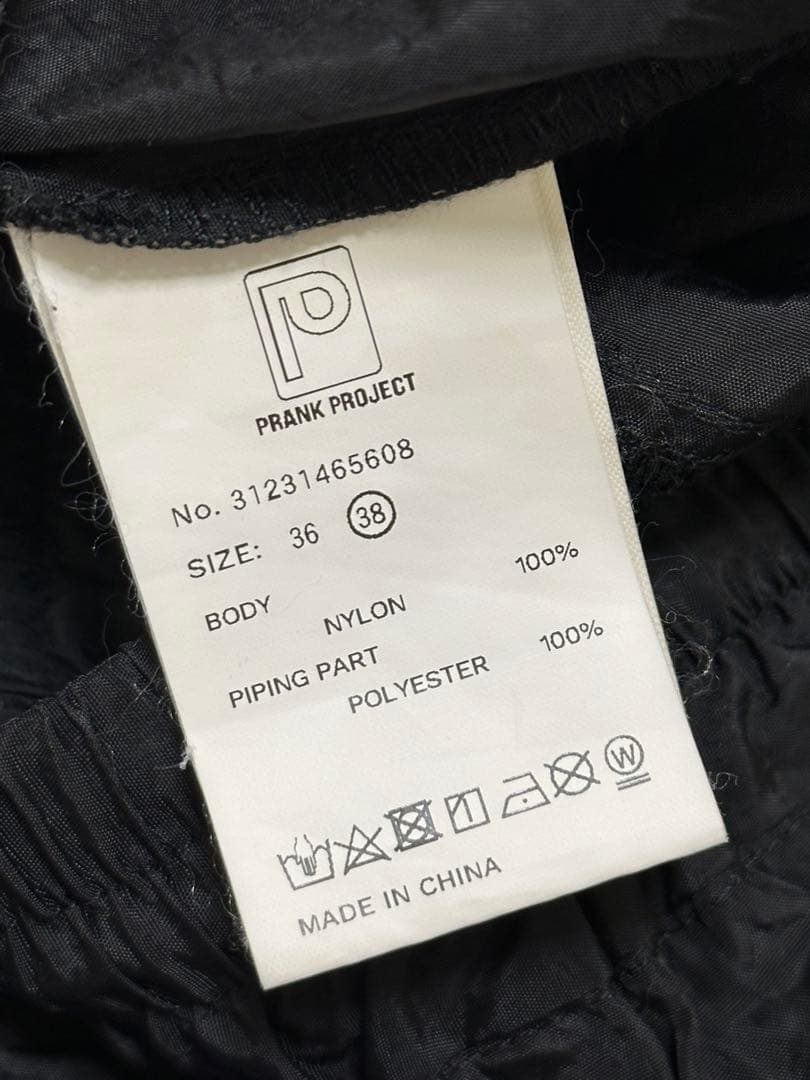 P
PRANK PROJECT
No. 31231465608
SIZE: 36 38
BODY
NYLON 100%
PIPING PART
POLYESTER 100%
W
MADE IN CHINA